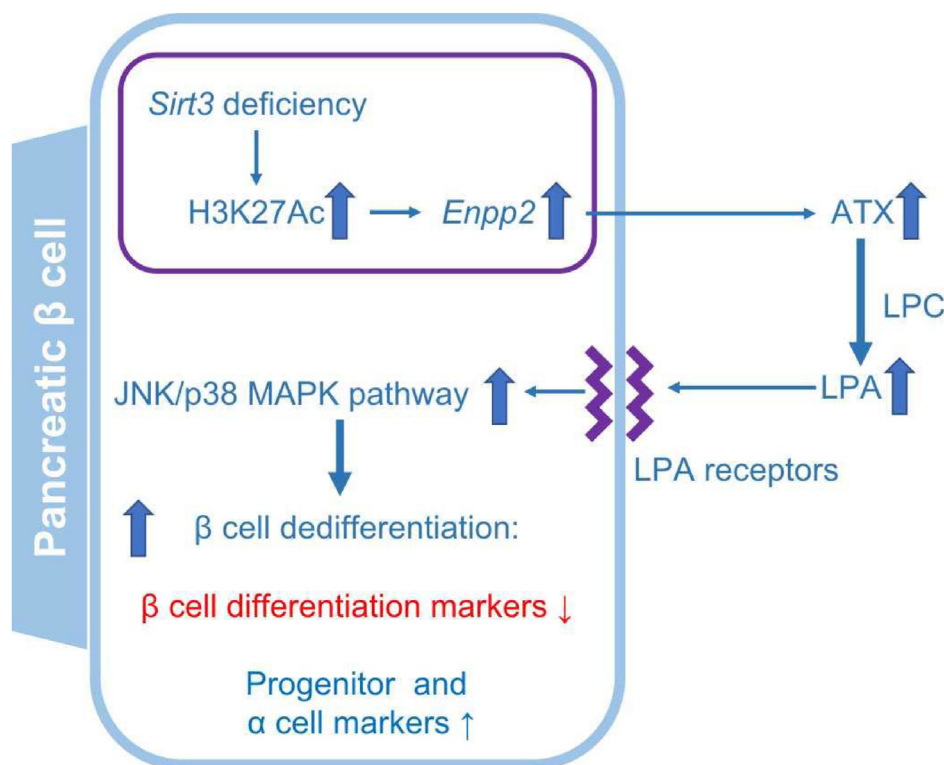 Pancreatic β cell
Sirt3 deficiency
H3K27Ac
Enpp2
ATX
LPC
LPA
LPA receptors
JNK/p38 MAPK pathway
β cell dedifferentiation:
β cell differentiation markers ↓
Progenitor and
α cell markers ↑